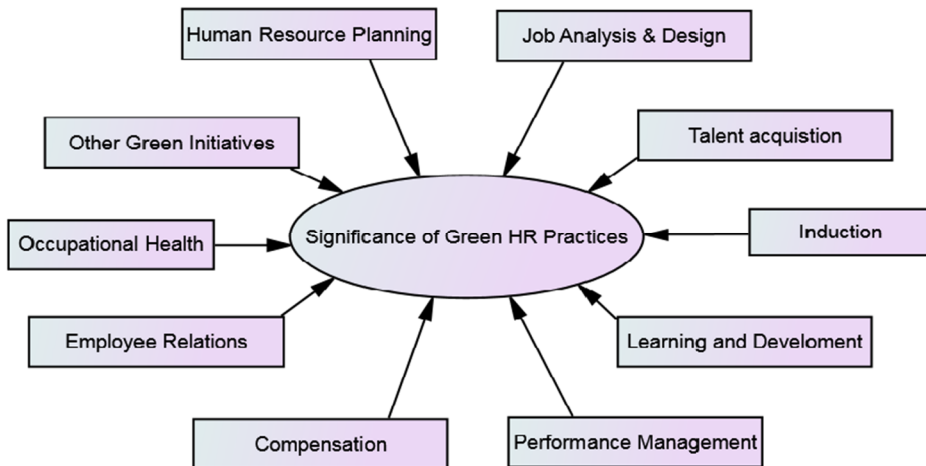 Human Resource Planning
Job Analysis & Design
Other Green Initiatives
Talent acquistion
Occupational Health
Significance of Green HR Practices
Induction
Employee Relations
Learning and Develoment
Compensation
Performance Management